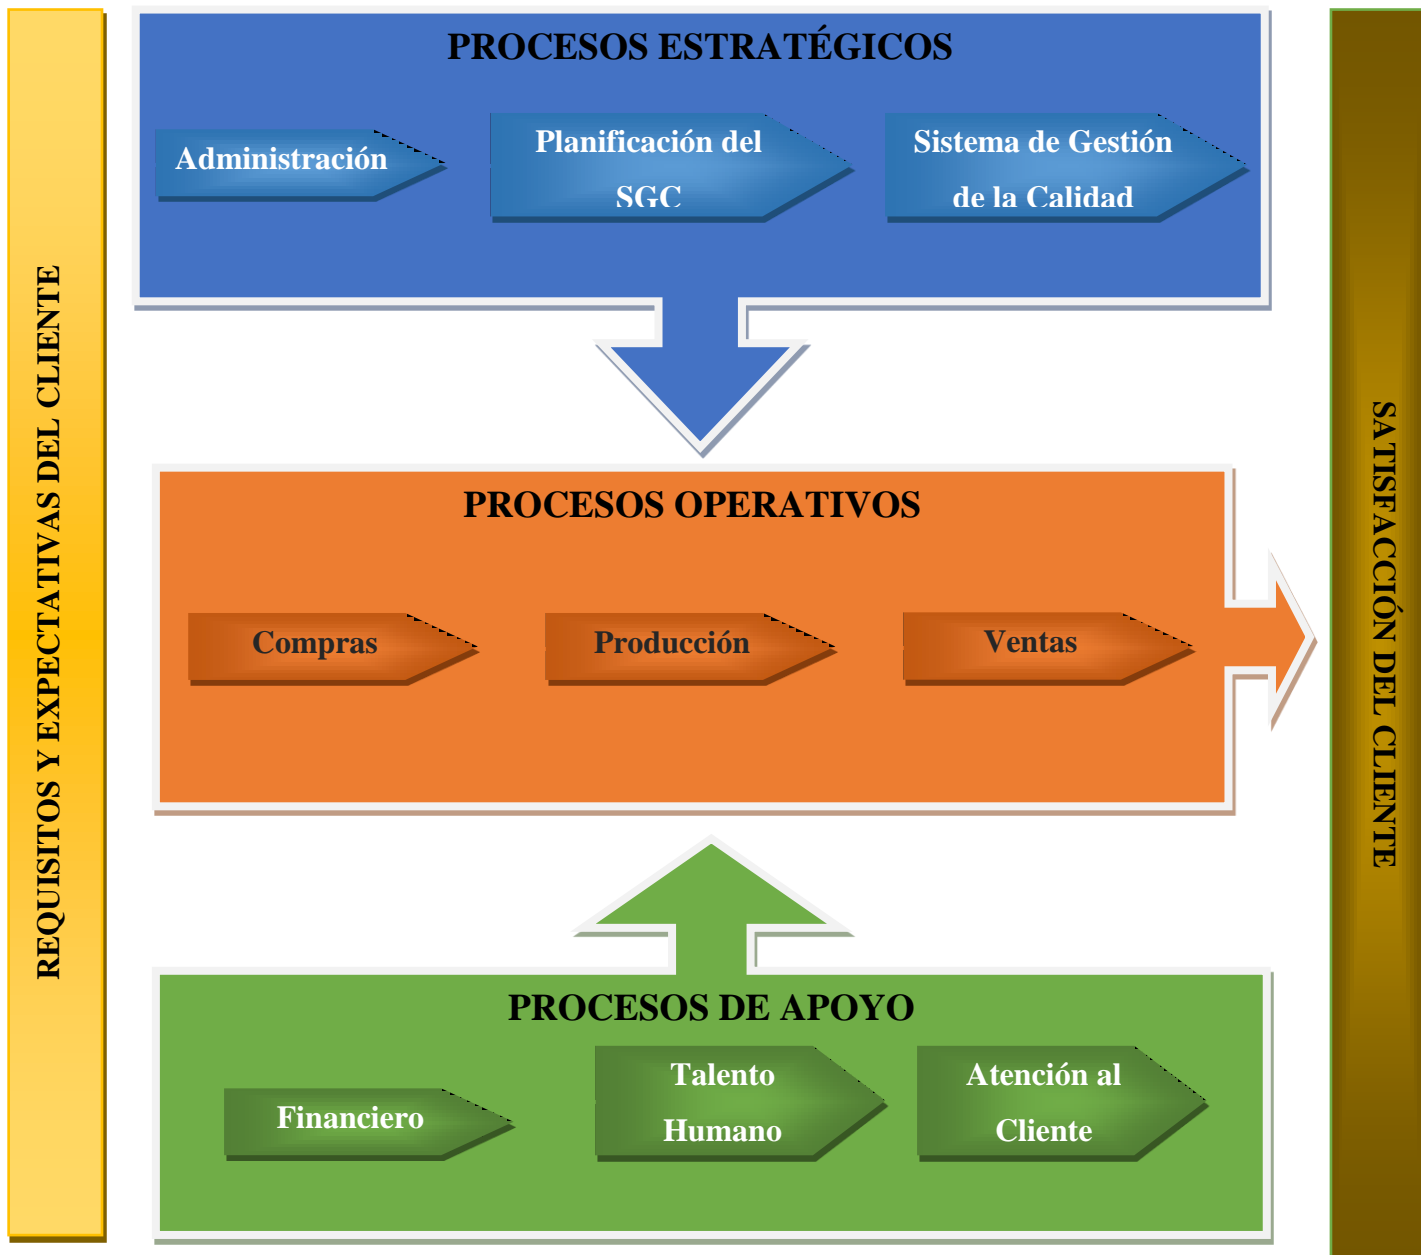 REQUISITOS Y EXPECTATIVAS DEL CLIENTE
PROCESOS ESTRATÉGICOS
Administración
Planificación del
SGC
Sistema de Gestión
de la Calidad
PROCESOS OPERATIVOS
Compras
Producción
Ventas
PROCESOS DE APOYO
Financiero
Talento
Humano
Atención al
Cliente
SATISFACCIÓN DEL CLIENTE